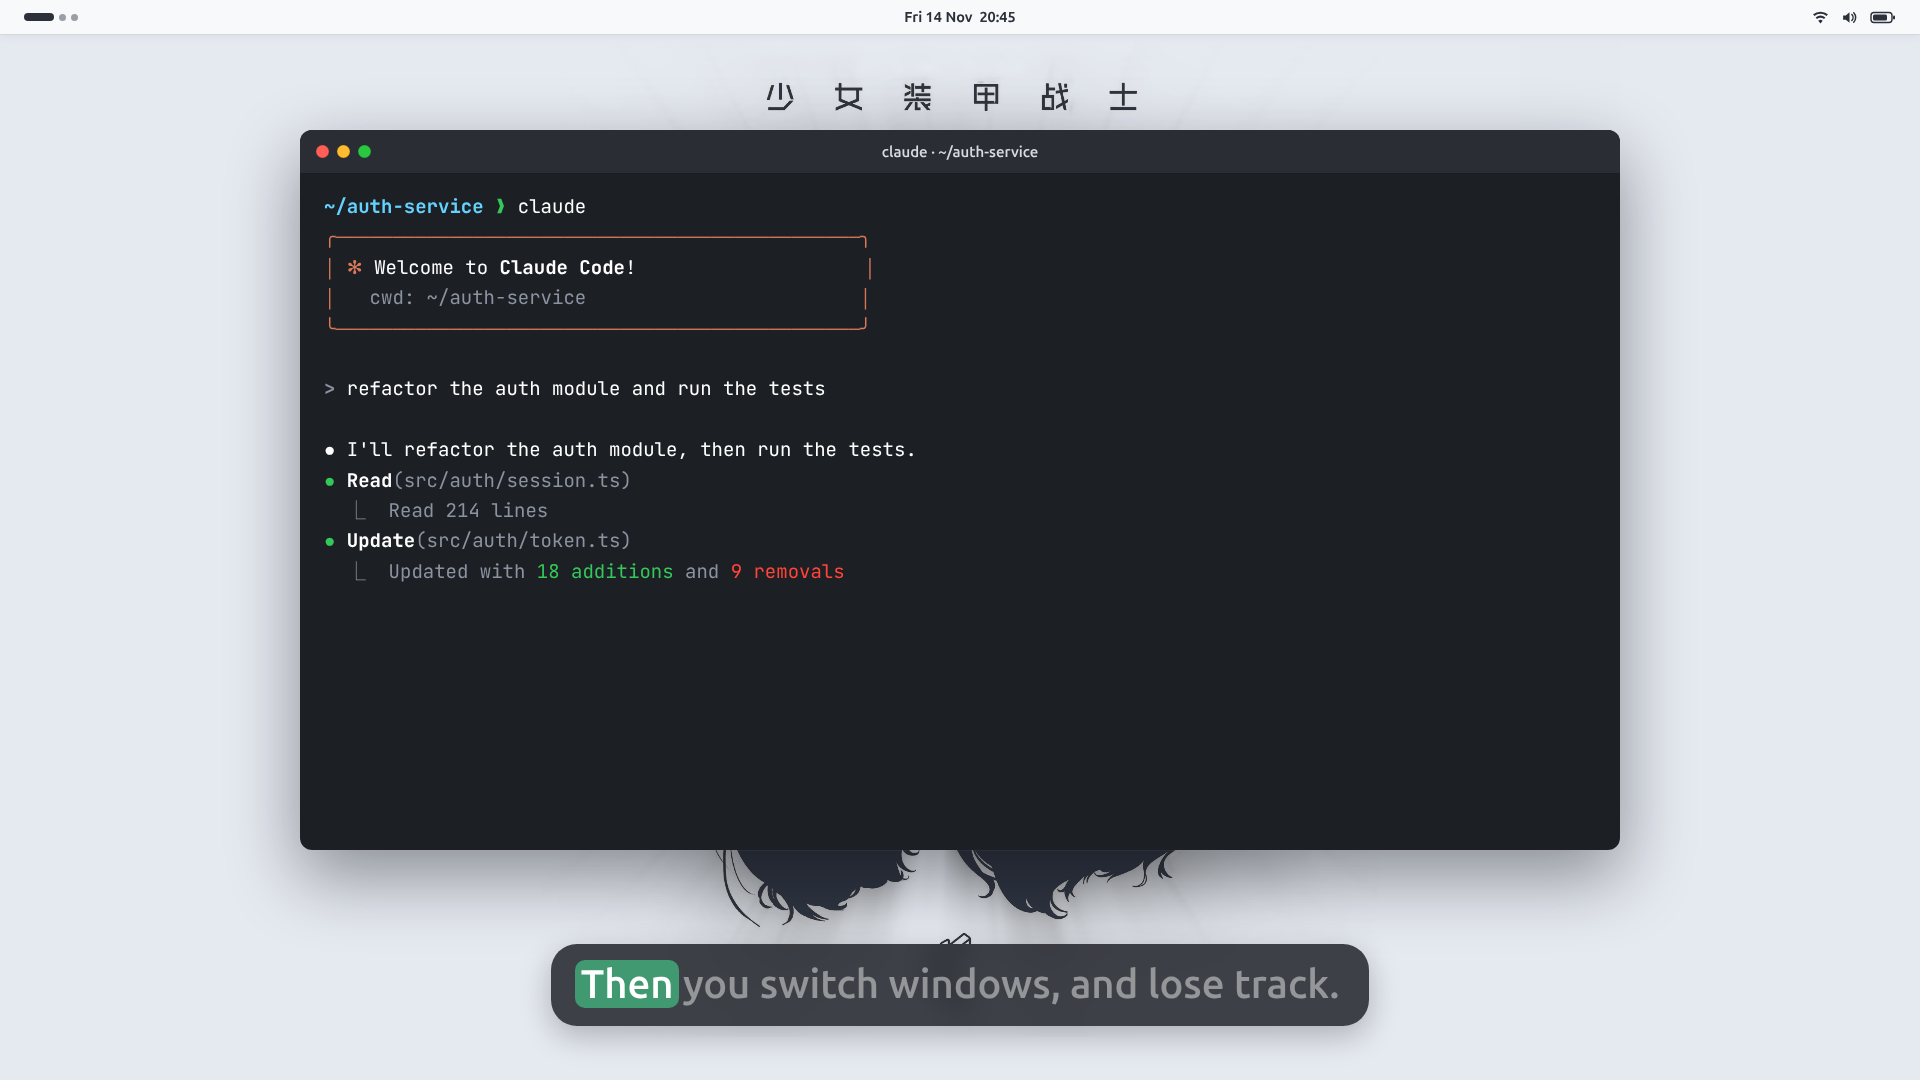 Fri 14 Nov 20:45
少女装甲战士
claude · ~/auth-service
~/auth-service ❱ claude
✻ Welcome to Claude Code!
cwd: ~/auth-service
> refactor the auth module and run the tests
● I'll refactor the auth module, then run the tests.
● Read(src/auth/session.ts)
⎿ Read 214 lines
● Update(src/auth/token.ts)
⎿ Updated with 18 additions and 9 removals
Then you switch windows, and lose track.